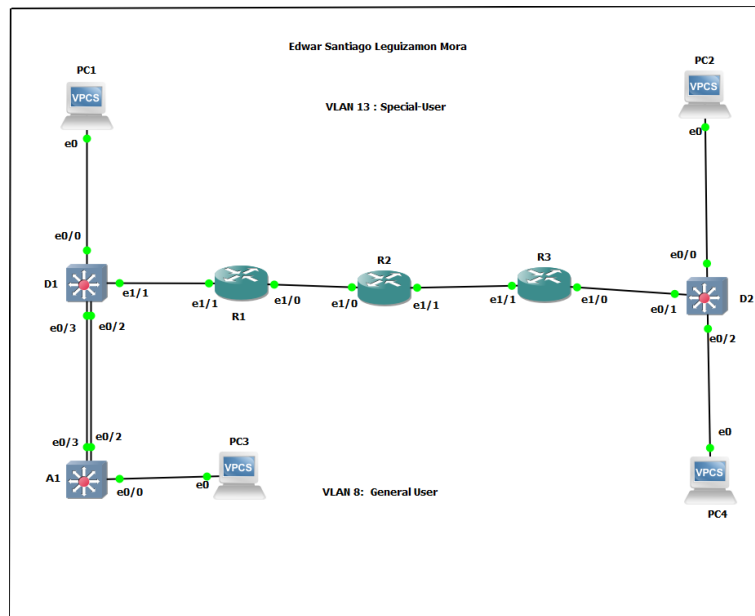 Edwar Santiago Leguizamon Mora
PC1
VPCS
e0
VLAN 13 : Special-User
PC2
VPCS
e0
e0/0
D1
e1/1
e0/3
e0/2
e1/1
R1
e1/0
R2
e1/0
e1/1
R3
e1/1
e1/0
e0/0
D2
e0/1
e0/2
e0/3
e0/2
A1
e0/0
PC3
VPCS
e0
VLAN 8: General User
e0
VPCS
PC4